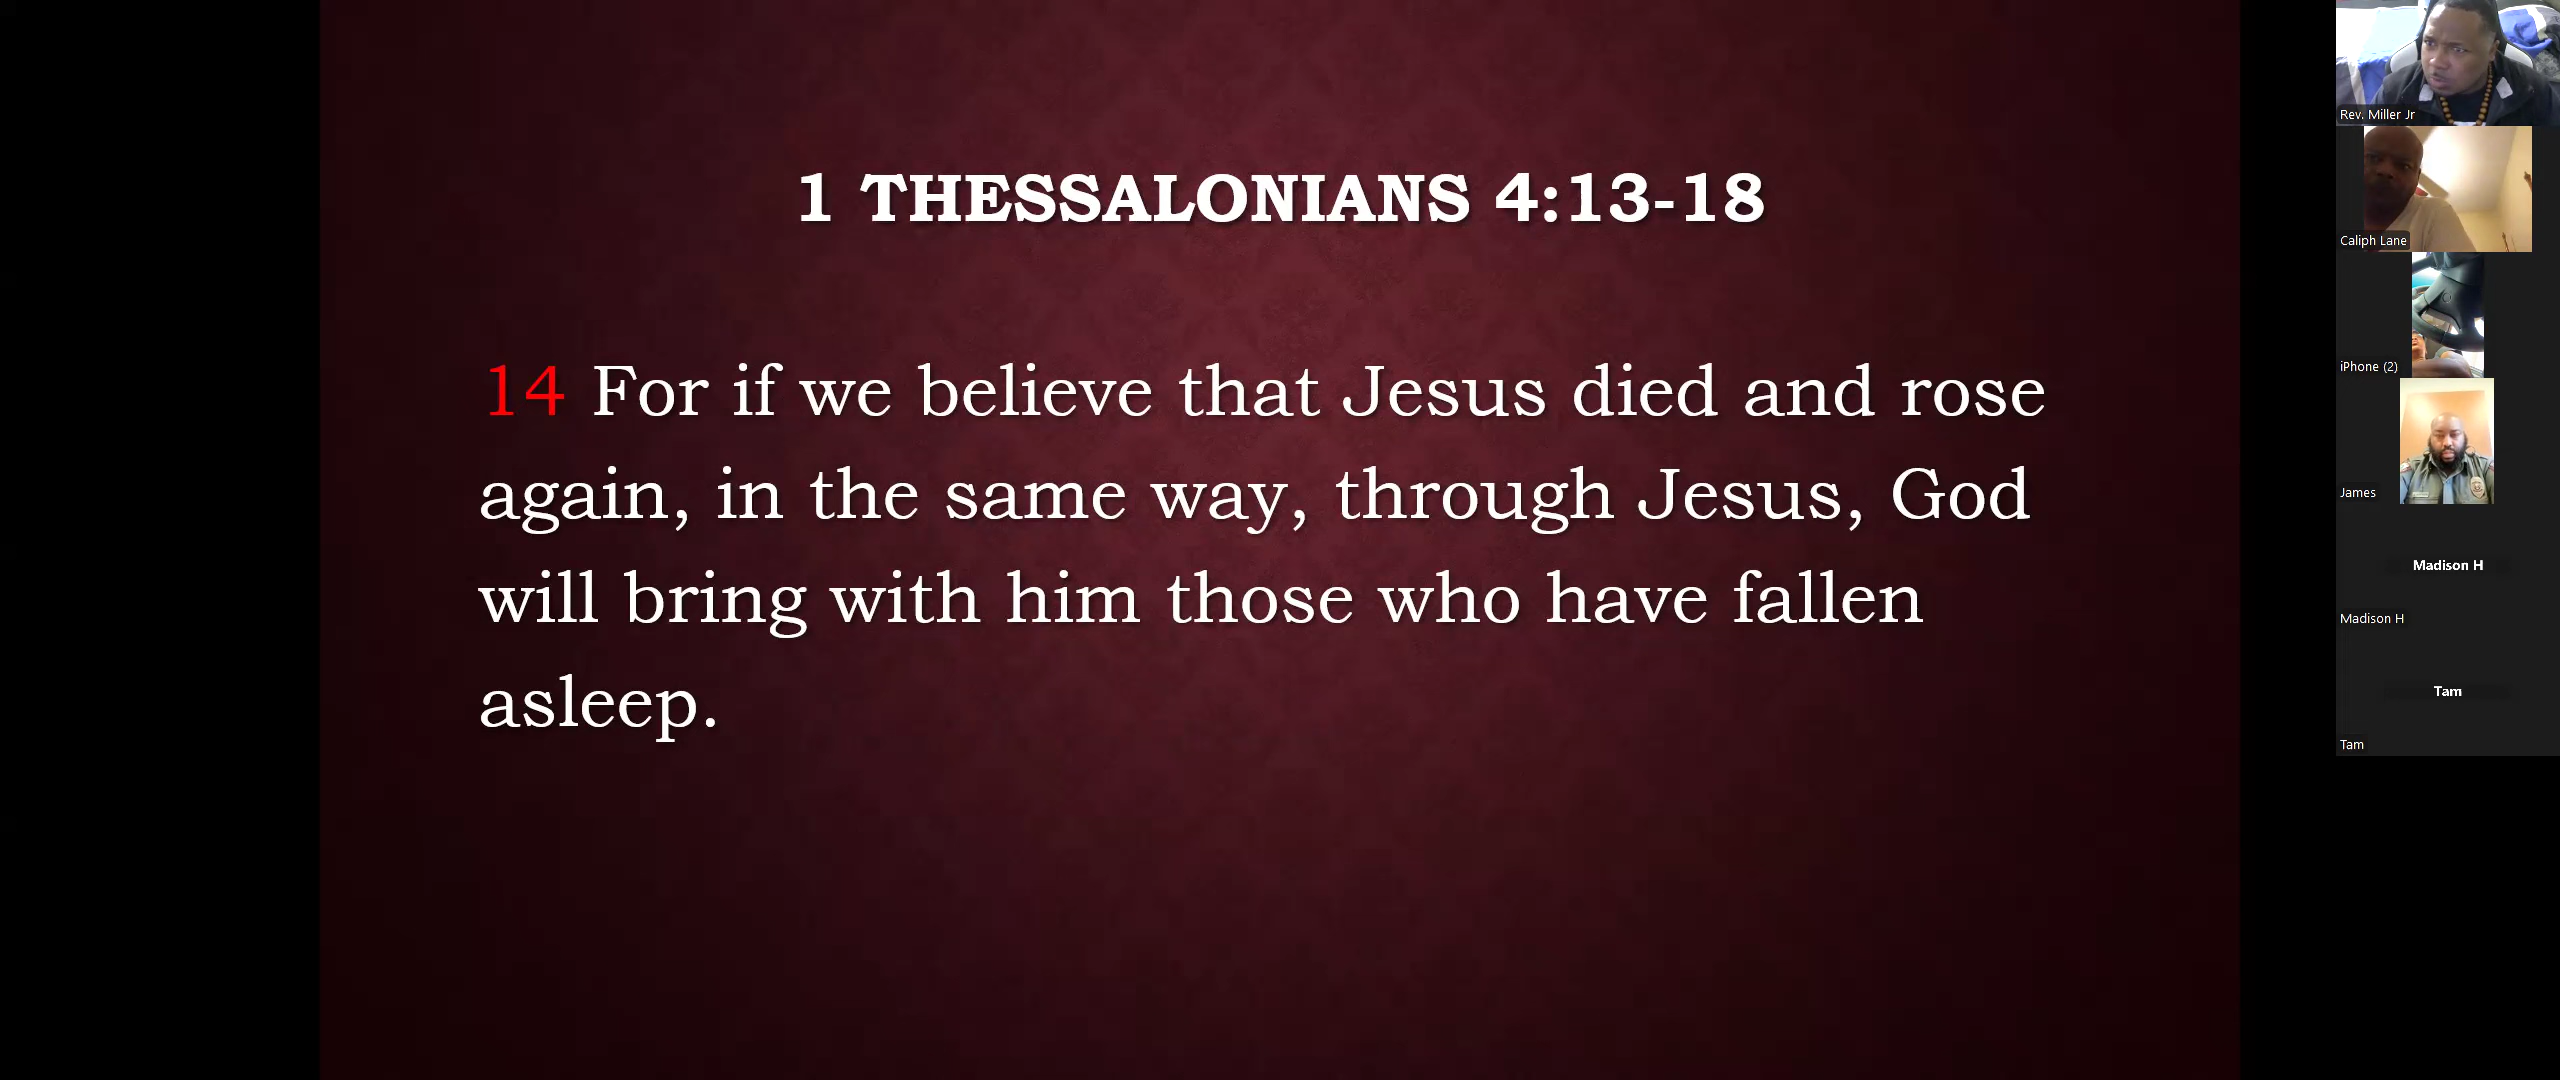 1 THESSALONIANS 4:13-18
14 For if we believe that Jesus died and rose
again, in the same way, through Jesus, God
will bring with him those who have fallen
asleep.
Rev. Miller Jr
Caliph Lane
iPhone (2)
James
Madison H
Madison H
Tam
Tam